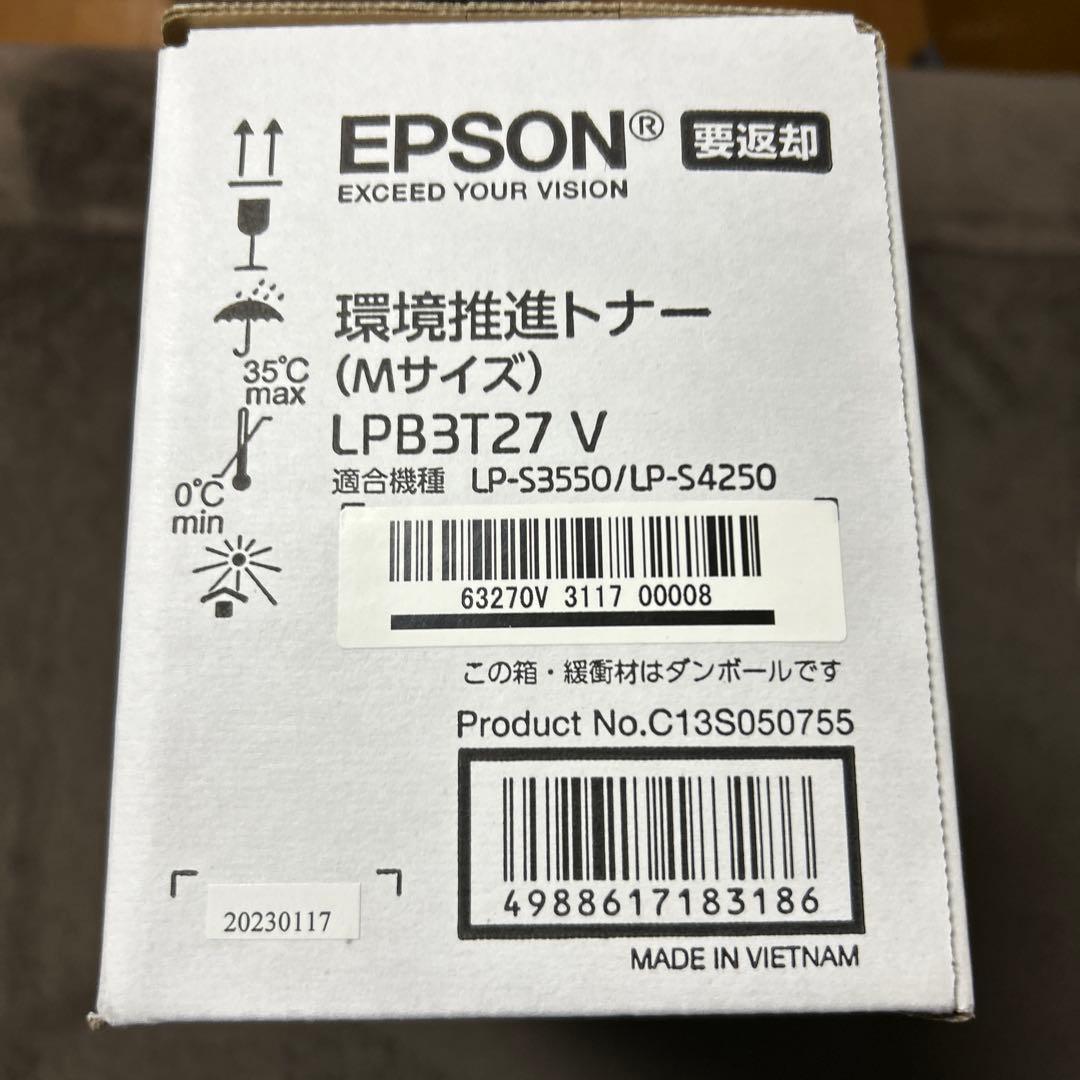 EPSON® 要返却
EXCEED YOUR VISION
環境推進トナー
(Mサイズ)
35℃
max
LPB3T27 V
適合機種 LP-S3550/LP-S4250
0℃
min
63270V 3117 00008
この箱・緩衝材はダンボールです
Product No.C13S050755
4988617183186
20230117
MADE IN VIETNAM